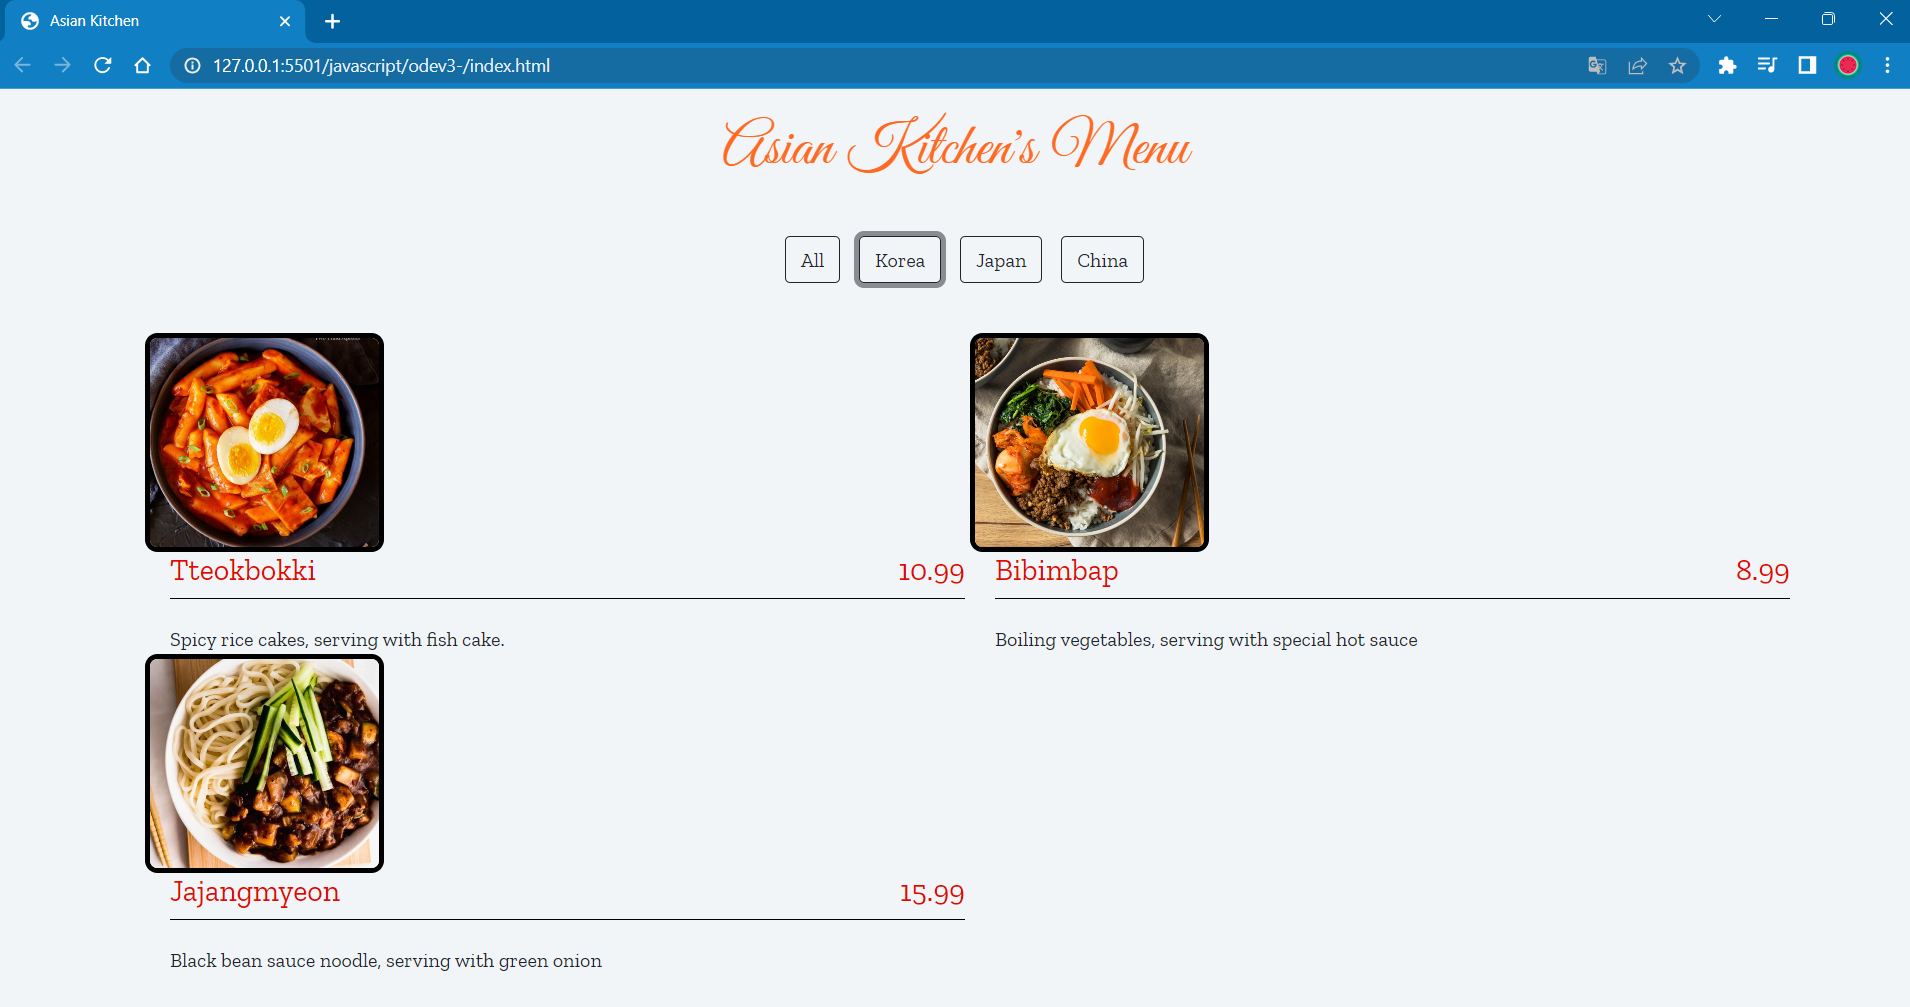 Asian Kitchen
127.0.0.1:5501/javascript/odev3-/index.html
Asian Kitchen's Menu
All Korea Japan China
Tteokbokki 10.99
Spicy rice cakes, serving with fish cake.
Bibimbap 8.99
Boiling vegetables, serving with special hot sauce
Jajangmyeon 15.99
Black bean sauce noodle, serving with green onion